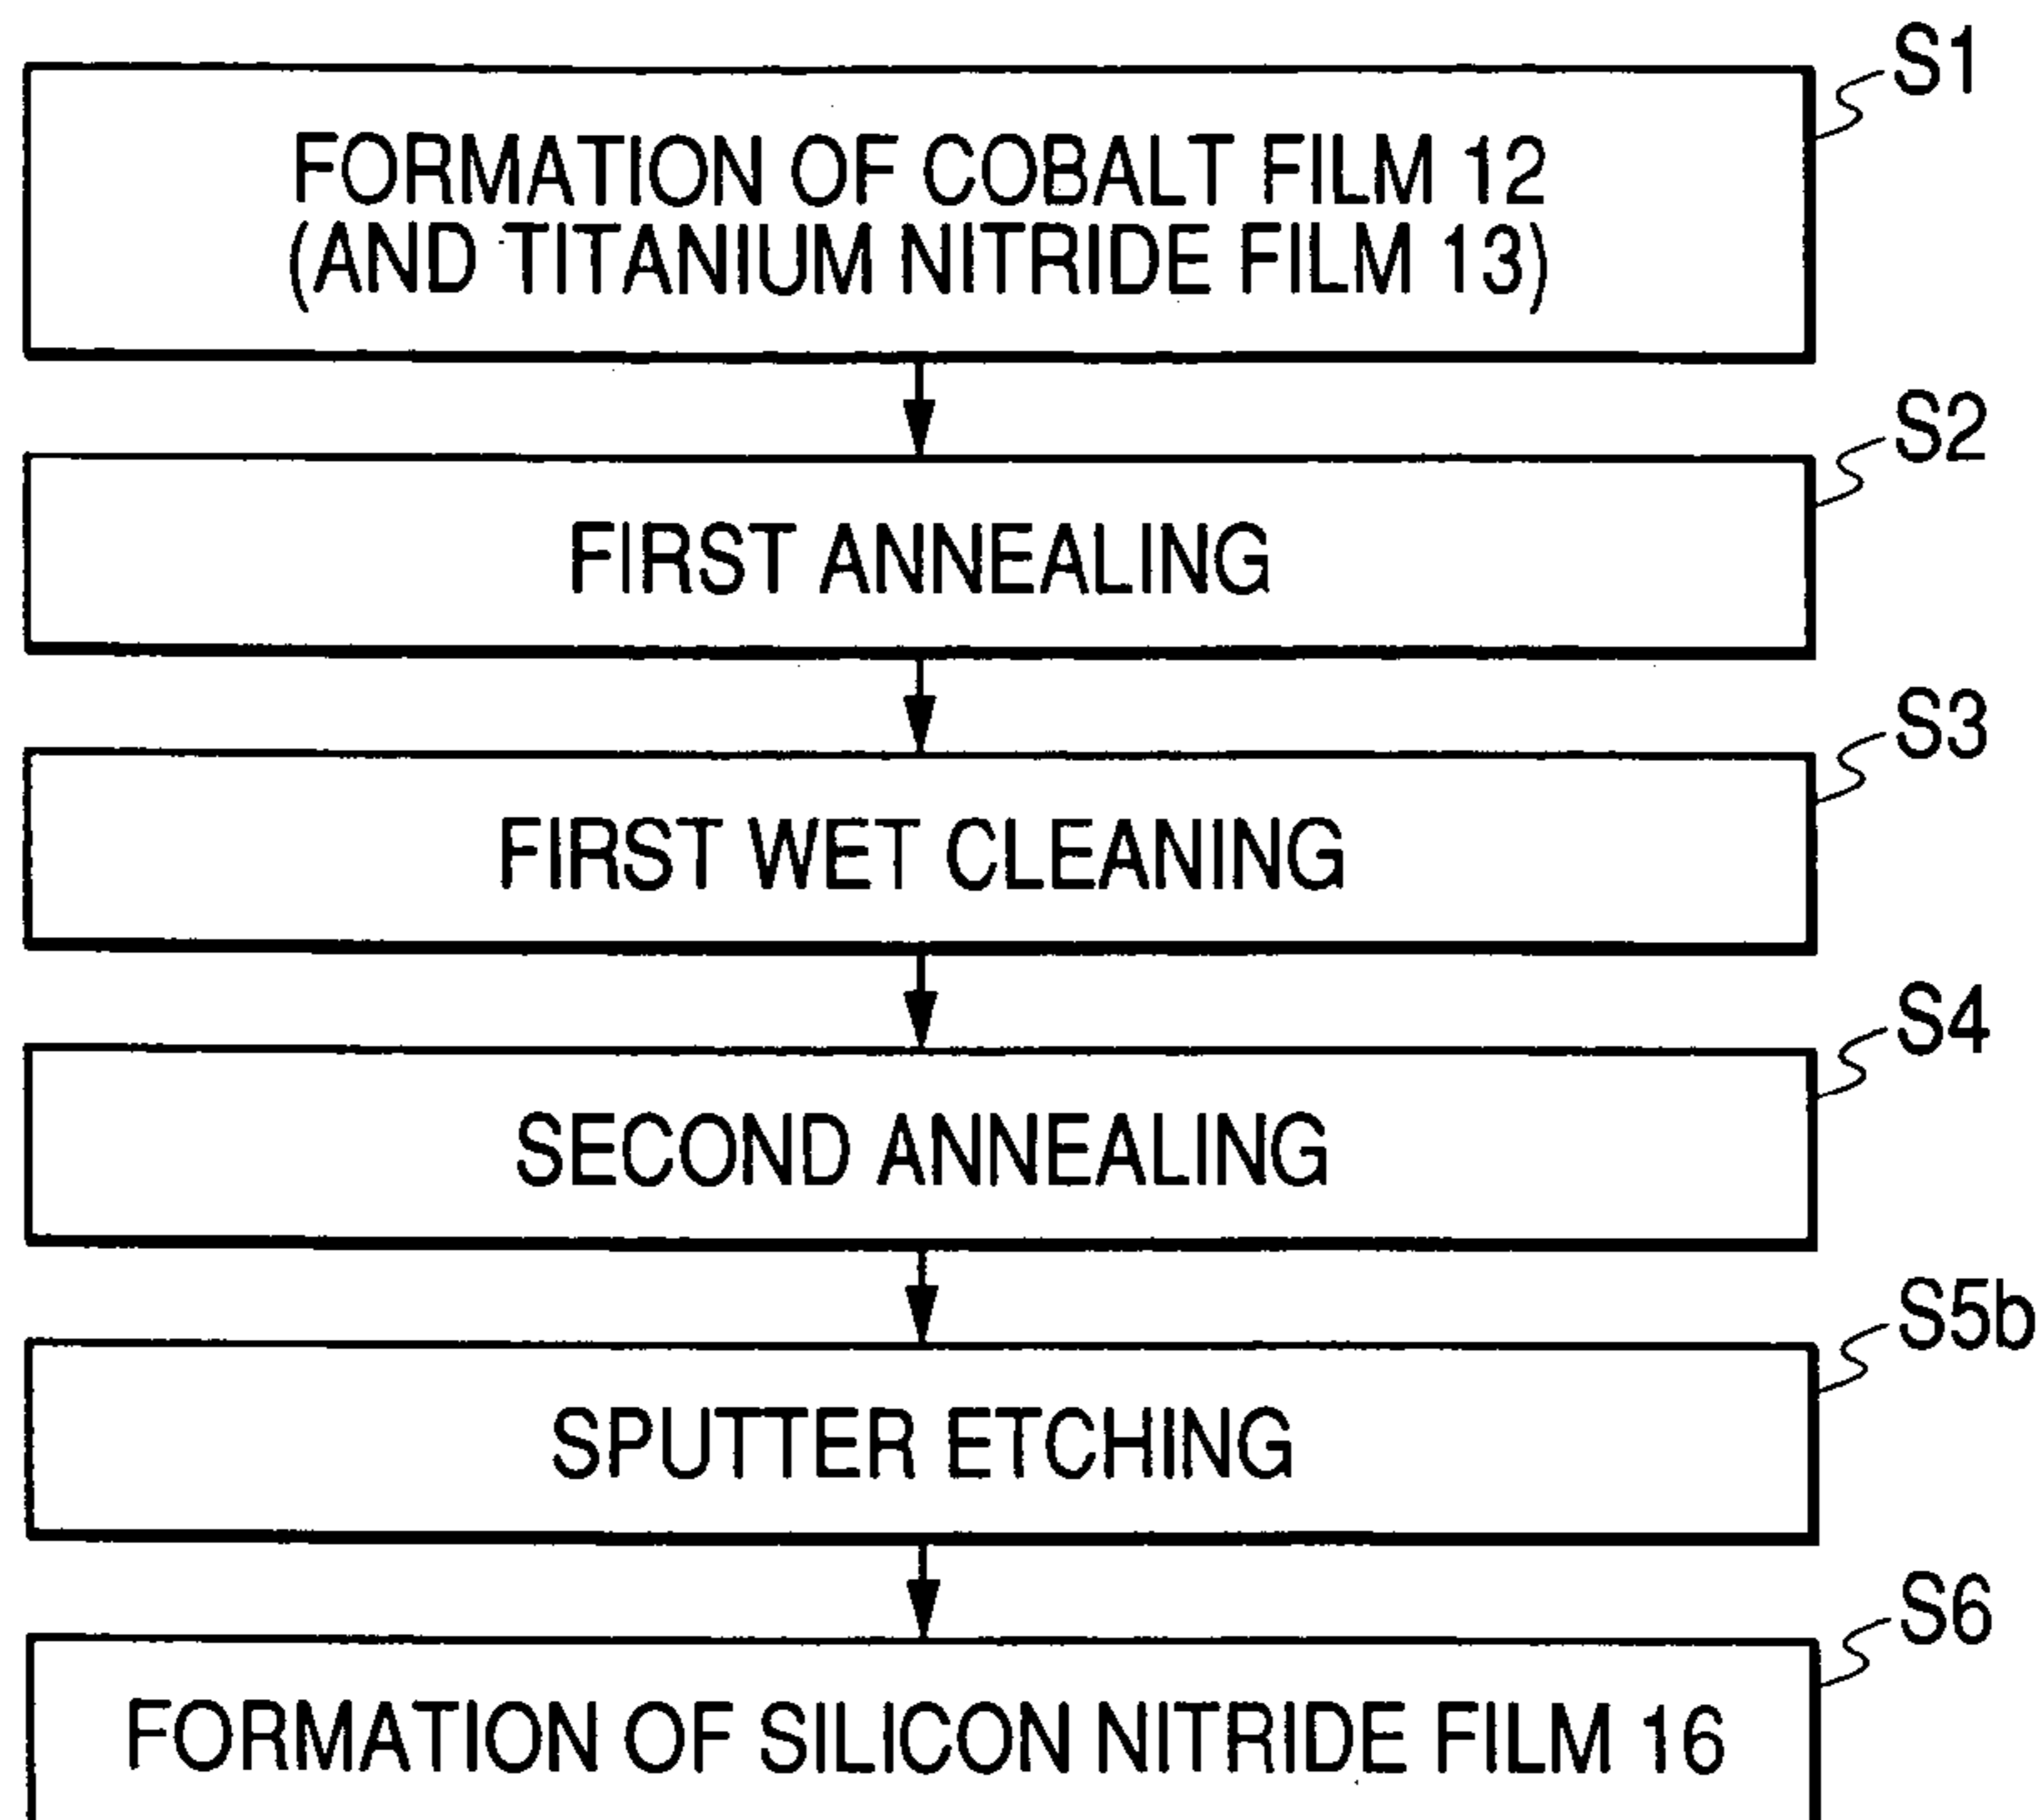 S1
FORMATION OF COBALT FILM 12
(AND TITANIUM NITRIDE FILM 13)
S2
FIRST ANNEALING
S3
FIRST WET CLEANING
S4
SECOND ANNEALING
S5b
SPUTTER ETCHING
S6
FORMATION OF SILICON NITRIDE FILM 16